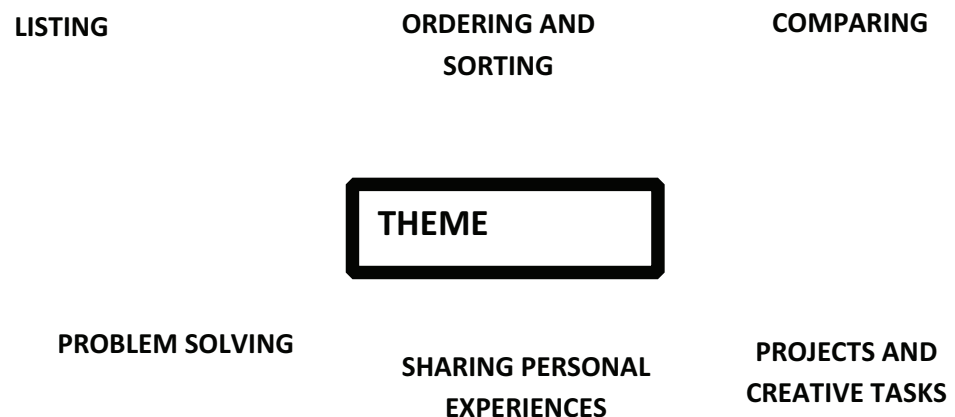 LISTING
ORDERING AND
SORTING
COMPARING
THEME
PROBLEM SOLVING
SHARING PERSONAL
EXPERIENCES
PROJECTS AND
CREATIVE TASKS